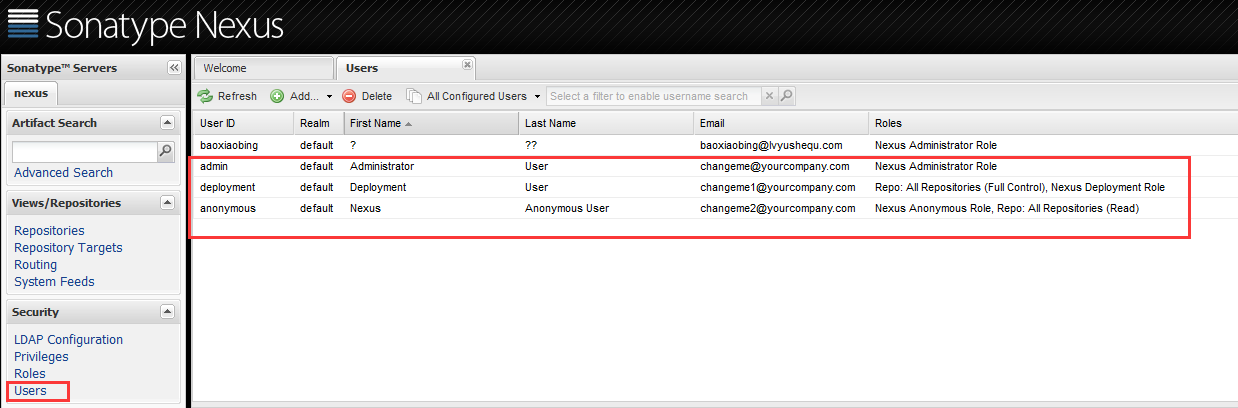 Sonatype Nexus
Sonatype™ Servers
nexus
Artifact Search
Advanced Search
Views/Repositories
Repositories
Repository Targets
Routing
System Feeds
Security
LDAP Configuration
Privileges
Roles
Users
Welcome Users
Refresh Add... Delete All Configured Users Select a filter to enable username search
User ID Realm First Name Last Name Email Roles
baoxiaobing default ? ?? baoxiaobing@lvyushequ.com Nexus Administrator Role
admin default Administrator User changeme@yourcompany.com Nexus Administrator Role
deployment default Deployment User changeme1@yourcompany.com Repo: All Repositories (Full Control), Nexus Deployment Role
anonymous default Nexus Anonymous User changeme2@yourcompany.com Nexus Anonymous Role, Repo: All Repositories (Read)